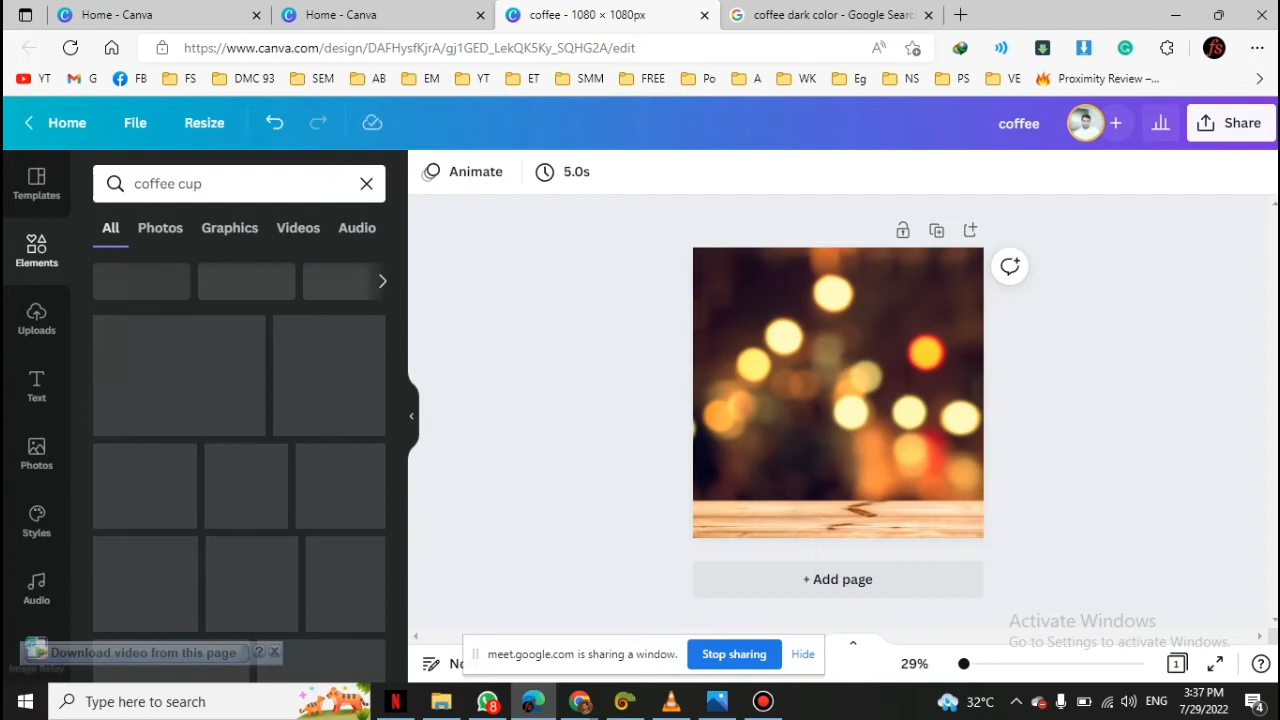 Home - Canva
Home - Canva
coffee - 1080 × 1080px
coffee dark color - Google Searc
https://www.canva.com/design/DAFHysfKjrA/gj1GED_LeRQK5Ky_SQHG2A/edit
YT
G
FB
FS
DMC 93
SEM
AB
EM
YT
ET
SMM
FREE
Po
A
WK
Eg
NS
PS
VE
Proximity Review –...
Home
File
Resize
coffee
Share
Templates
Elements
Uploads
Text
Photos
Styles
Audio
coffee cup
All
Photos
Graphics
Videos
Audio
Animate
5.0s
+ Add page
Activate Windows
Go to Settings to activate Windows.
Download video from this page
?
meet.google.com is sharing a window.
Stop sharing
Hide
29%
1
Type here to search
8
32°C
ENG
3:37 PM
7/29/2022
4